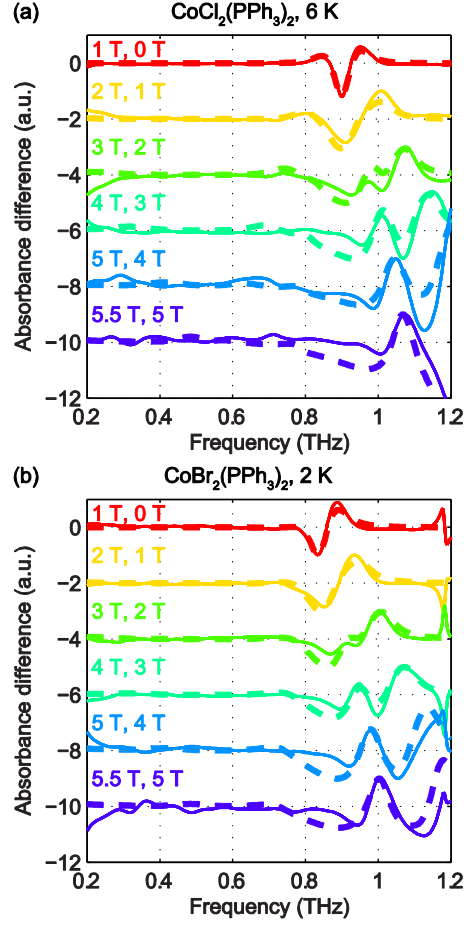 (a) CoCl2(PPh3)2, 6 K
Absorbance difference (a.u.)
0
−2
−4
−6
−8
−10
−12
1 T, 0 T
2 T, 1 T
3 T, 2 T
4 T, 3 T
5 T, 4 T
5.5 T, 5 T
0.2 0.4 0.6 0.8 1 1.2
Frequency (THz)
(b) CoBr2(PPh3)2, 2 K
Absorbance difference (a.u.)
0
−2
−4
−6
−8
−10
−12
1 T, 0 T
2 T, 1 T
3 T, 2 T
4 T, 3 T
5 T, 4 T
5.5 T, 5 T
0.2 0.4 0.6 0.8 1 1.2
Frequency (THz)